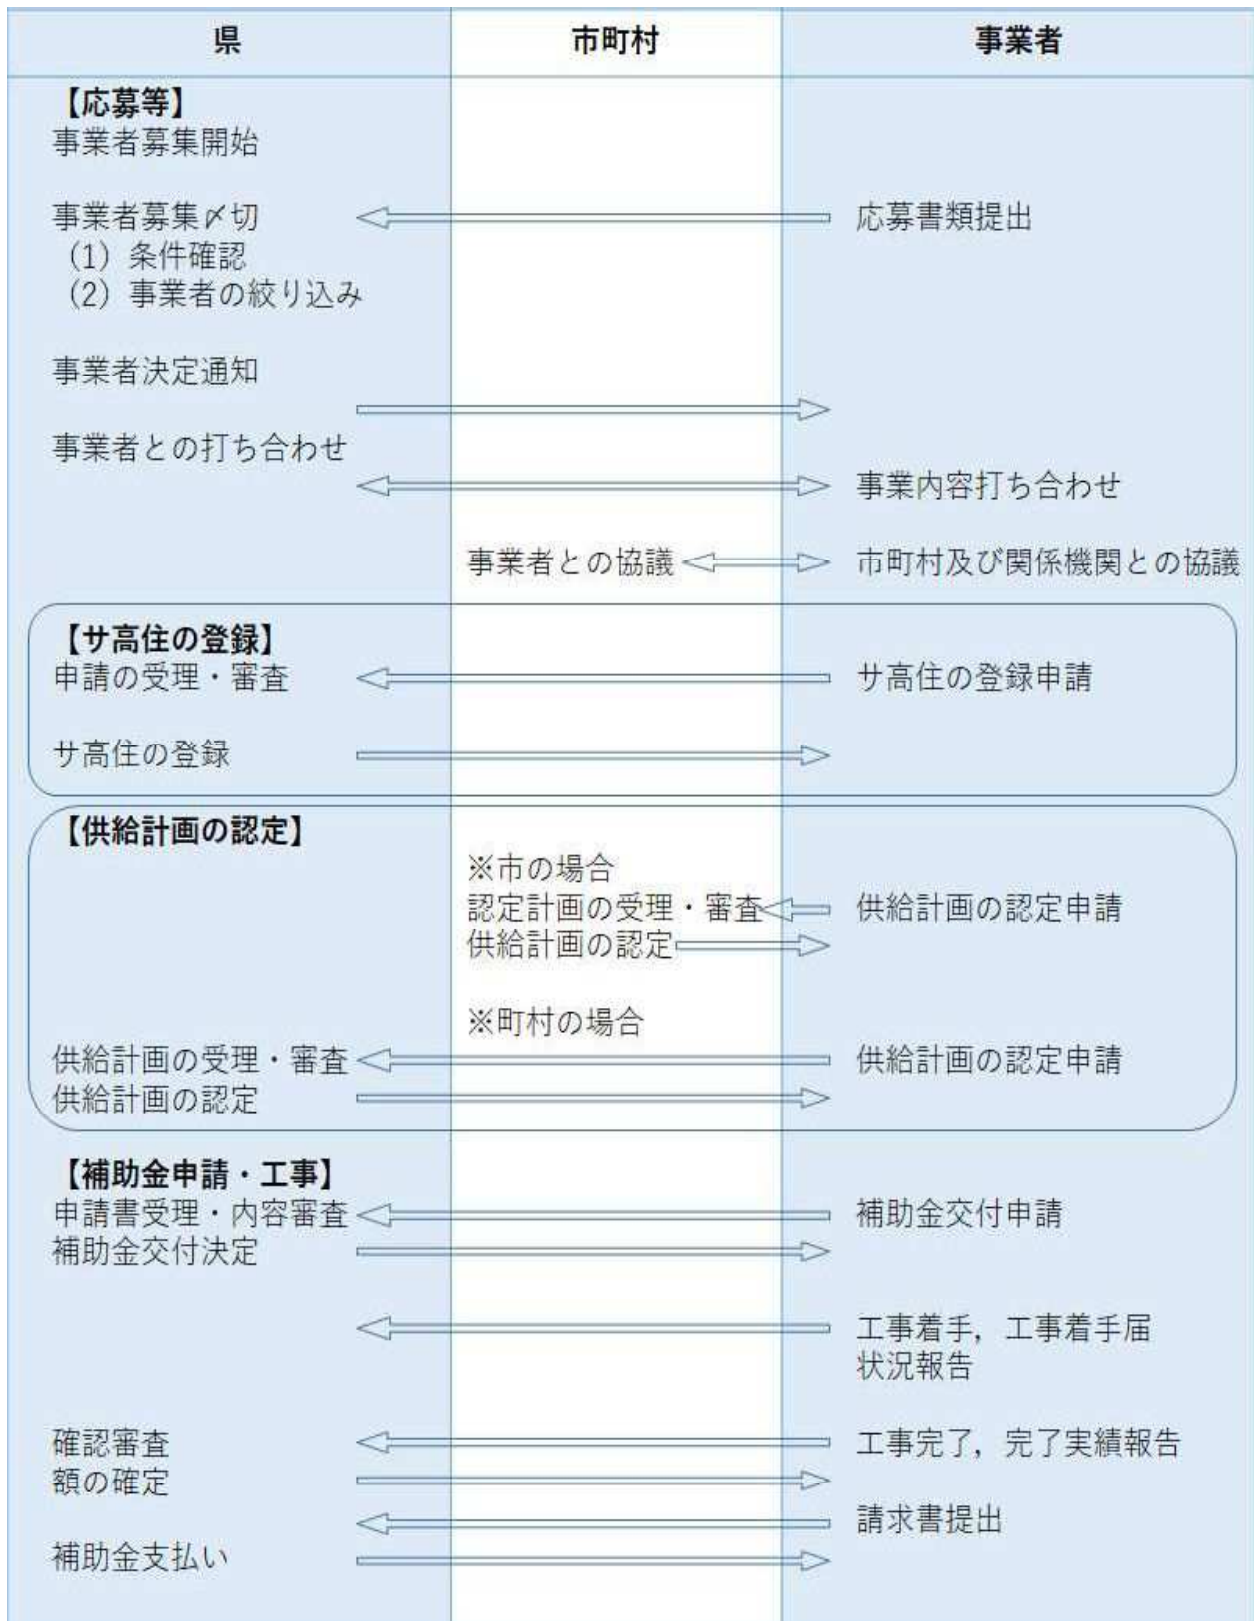 県 市町村 事業者
【応募等】
事業者募集開始
事業者募集〆切 応募書類提出
(1) 条件確認
(2) 事業者の絞り込み
事業者決定通知
事業者との打ち合わせ
事業内容打ち合わせ
事業者との協議 市町村及び関係機関との協議
【サ高住の登録】
申請の受理・審査 サ高住の登録申請
サ高住の登録
【供給計画の認定】
※市の場合
認定計画の受理・審査 供給計画の認定申請
供給計画の認定
※町村の場合
供給計画の受理・審査 供給計画の認定申請
供給計画の認定
【補助金申請・工事】
申請書受理・内容審査 補助金交付申請
補助金交付決定
工事着手，工事着手届
状況報告
確認審査 工事完了，完了実績報告
額の確定
請求書提出
補助金支払い